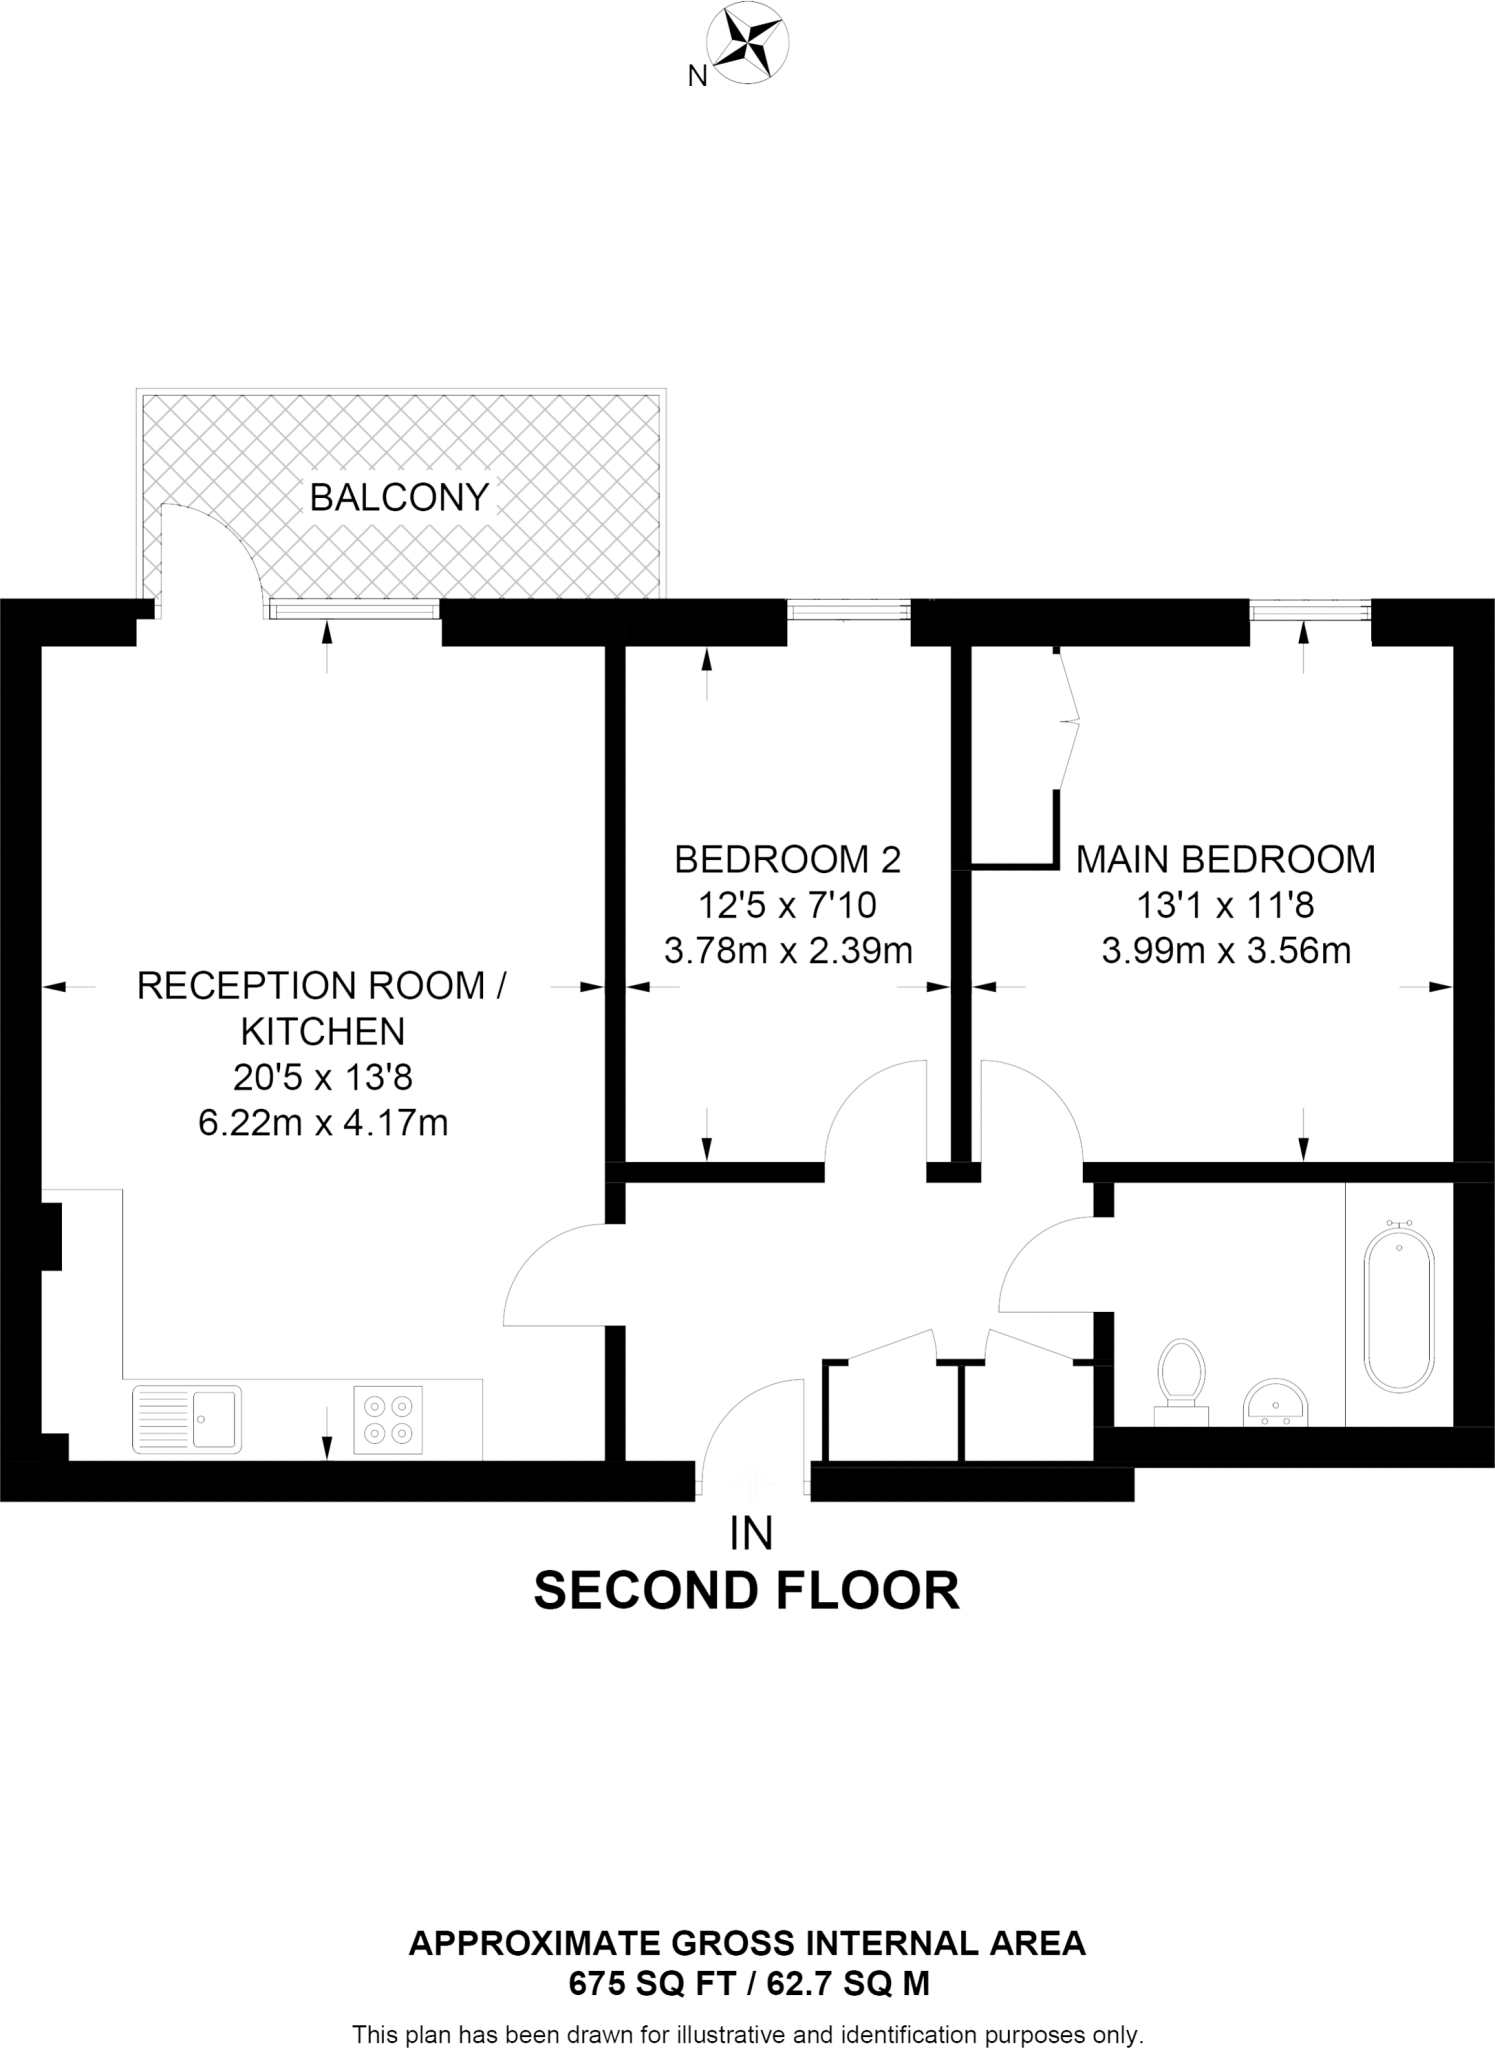 N
BALCONY
BEDROOM 2
12'5 x 7'10
3.78m x 2.39m
MAIN BEDROOM
13'1 x 11'8
3.99m x 3.56m
RECEPTION ROOM /
KITCHEN
20'5 x 13'8
6.22m x 4.17m
IN
SECOND FLOOR
APPROXIMATE GROSS INTERNAL AREA
675 SQ FT / 62.7 SQ M
This plan has been drawn for illustrative and identification purposes only.